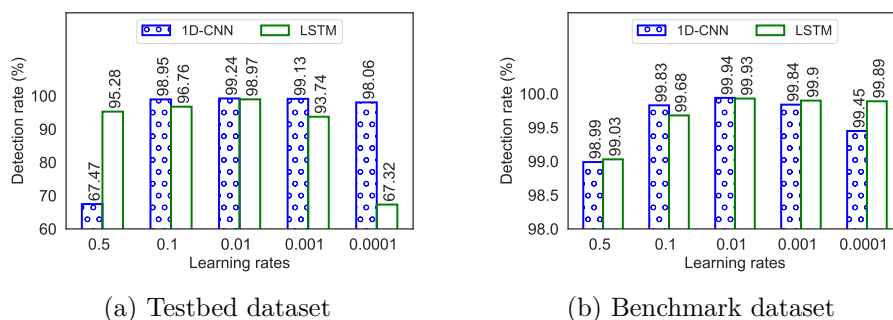 1D-CNN LSTM
Detection rate (%)
100
90
80
70
60
67.47 95.28 98.95 96.76 99.24 98.97 99.13 93.74 98.06 67.32
0.5 0.1 0.01 0.001 0.0001
Learning rates
(a) Testbed dataset
1D-CNN LSTM
Detection rate (%)
100.0
99.5
99.0
98.5
98.0
98.99 99.03 99.83 99.68 99.94 99.93 99.84 99.9 99.45 99.89
0.5 0.1 0.01 0.001 0.0001
Learning rates
(b) Benchmark dataset